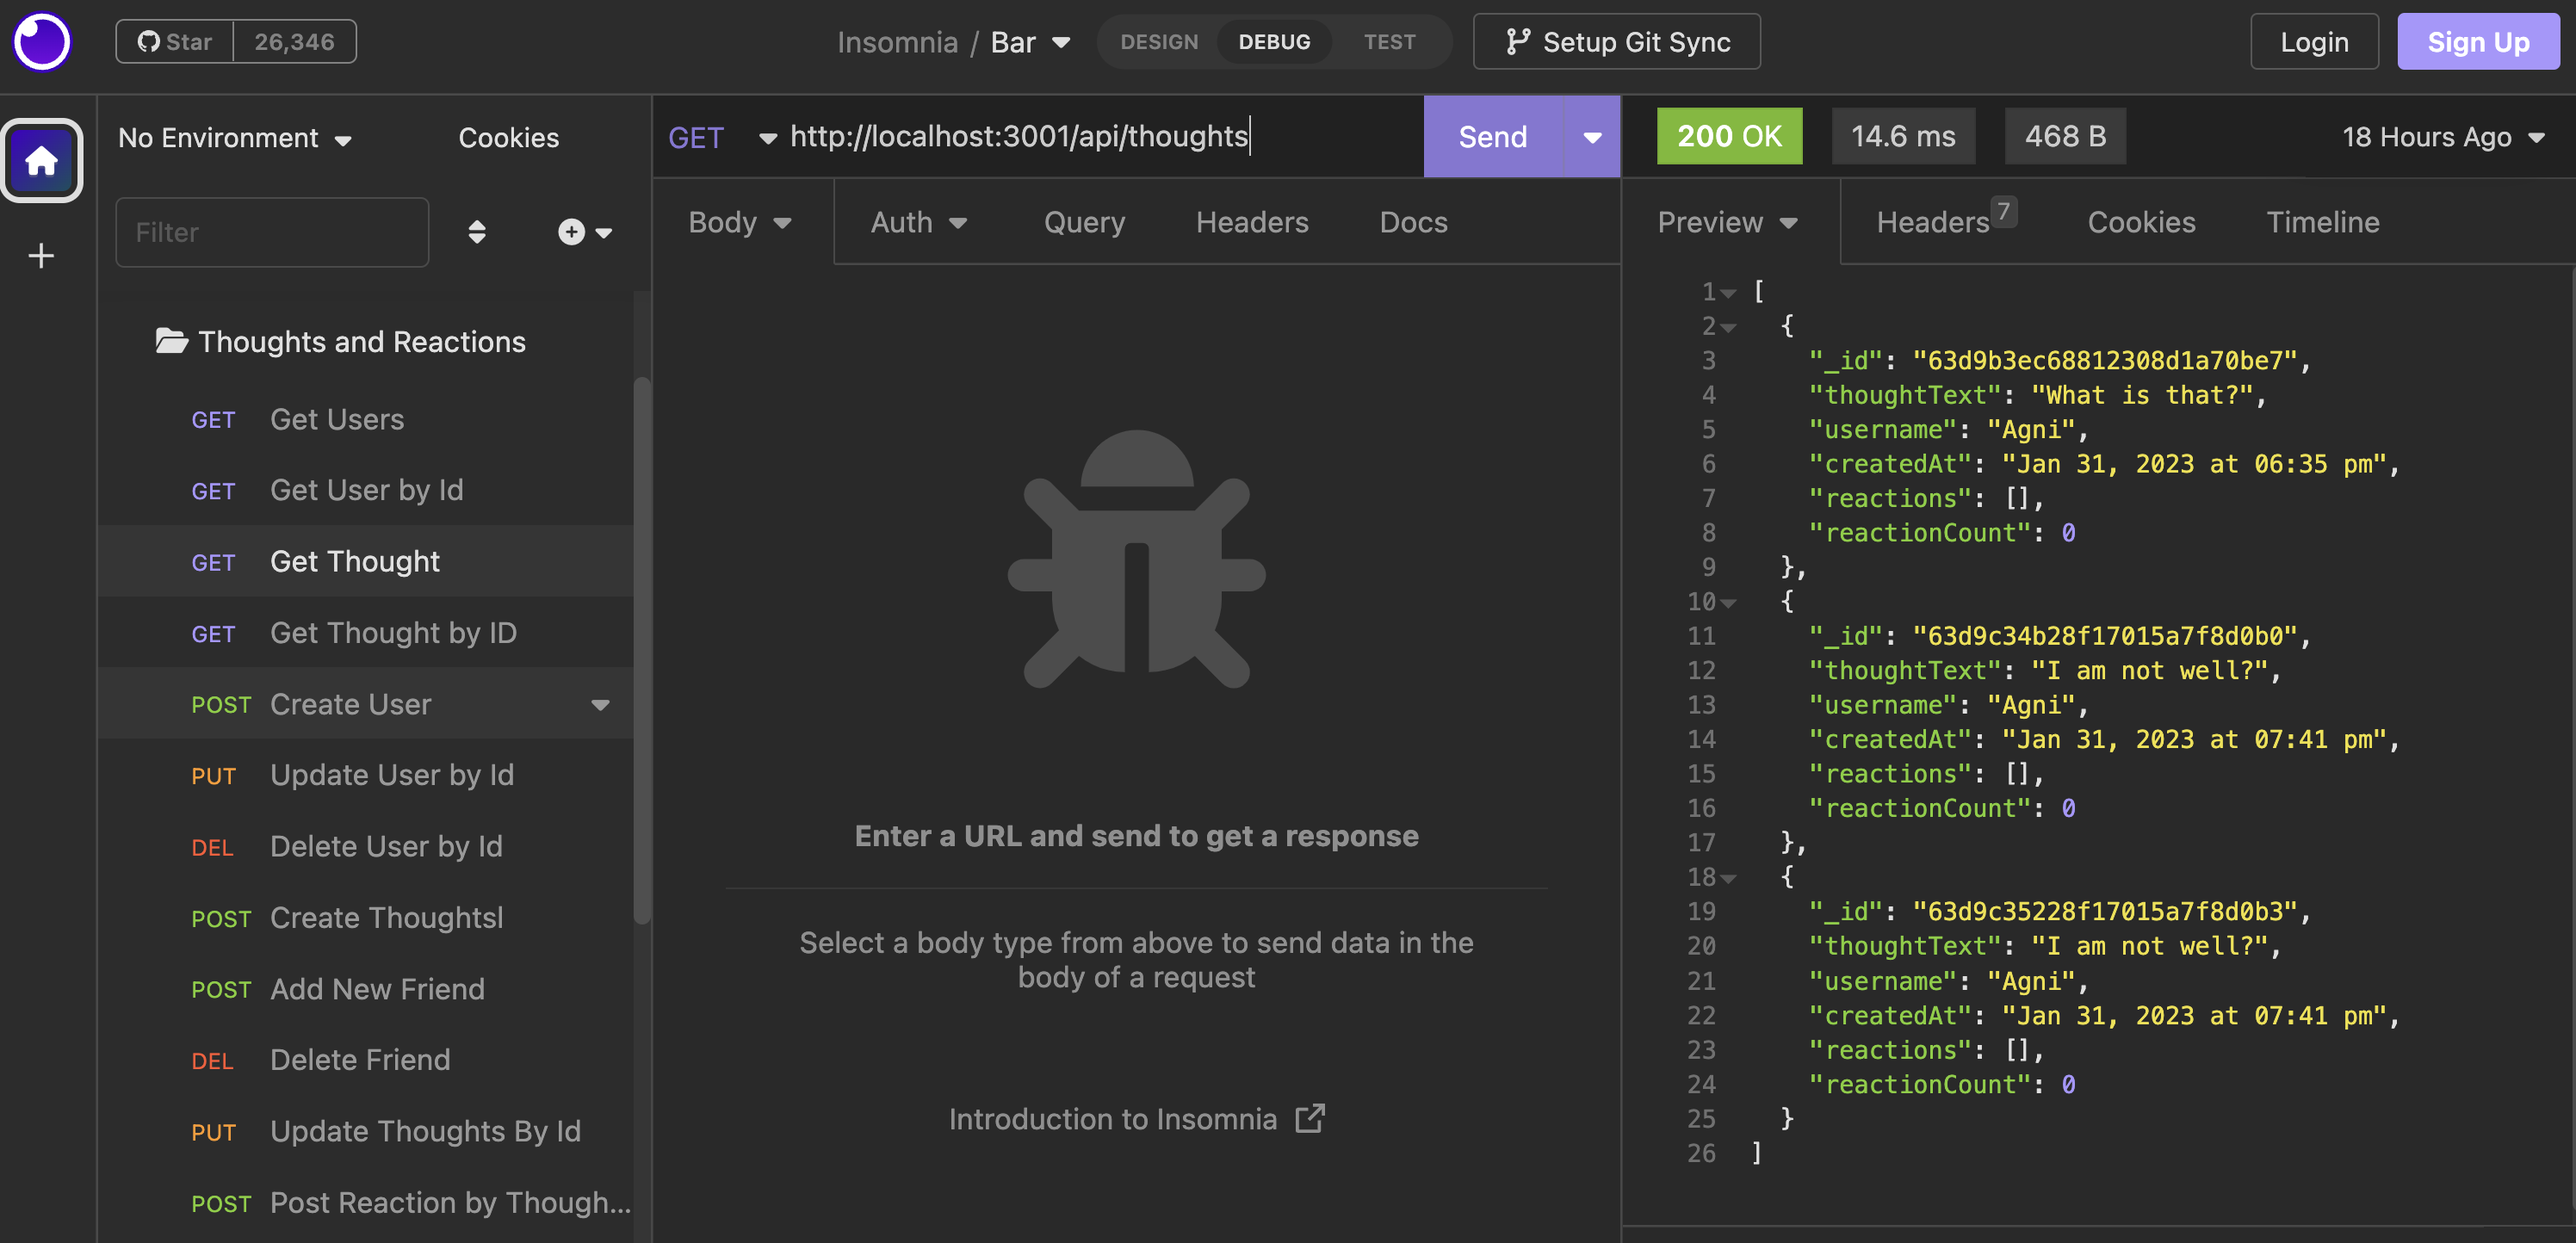 Star 26,346
Insomnia / Bar
DESIGN DEBUG TEST
Setup Git Sync
Login
Sign Up
No Environment
Cookies
Filter
Thoughts and Reactions
GET Get Users
GET Get User by Id
GET Get Thought
GET Get Thought by ID
POST Create User
PUT Update User by Id
DEL Delete User by Id
POST Create Thoughtsl
POST Add New Friend
DEL Delete Friend
PUT Update Thoughts By Id
POST Post Reaction by Though...
GET http://localhost:3001/api/thoughts
Send
Body Auth Query Headers Docs
Enter a URL and send to get a response
Select a body type from above to send data in the
body of a request
Introduction to Insomnia
200 OK 14.6 ms 468 B 18 Hours Ago
Preview Headers 7 Cookies Timeline
1 [
2 {
3 "_id": "63d9b3ec68812308d1a70be7",
4 "thoughtText": "What is that?",
5 "username": "Agni",
6 "createdAt": "Jan 31, 2023 at 06:35 pm",
7 "reactions": [],
8 "reactionCount": 0
9 },
10 {
11 "_id": "63d9c34b28f17015a7f8d0b0",
12 "thoughtText": "I am not well?",
13 "username": "Agni",
14 "createdAt": "Jan 31, 2023 at 07:41 pm",
15 "reactions": [],
16 "reactionCount": 0
17 },
18 {
19 "_id": "63d9c35228f17015a7f8d0b3",
20 "thoughtText": "I am not well?",
21 "username": "Agni",
22 "createdAt": "Jan 31, 2023 at 07:41 pm",
23 "reactions": [],
24 "reactionCount": 0
25 }
26 ]